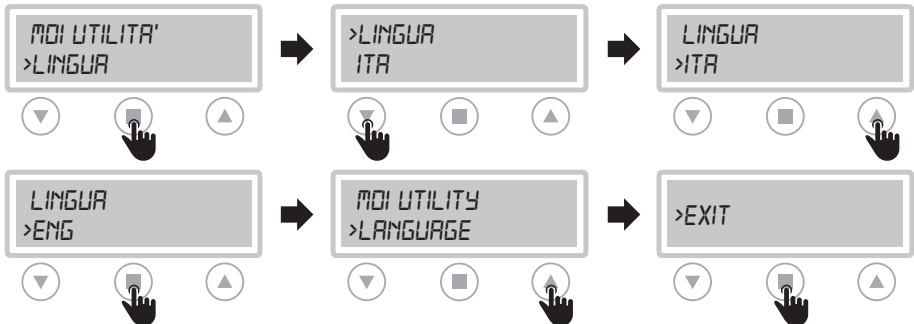 MOI UTILITA'
>LINGUA
>LINGUA
ITA
LINGUA
>ITA
LINGUA
>ENG
MOI UTILITY
>LANGUAGE
>EXIT